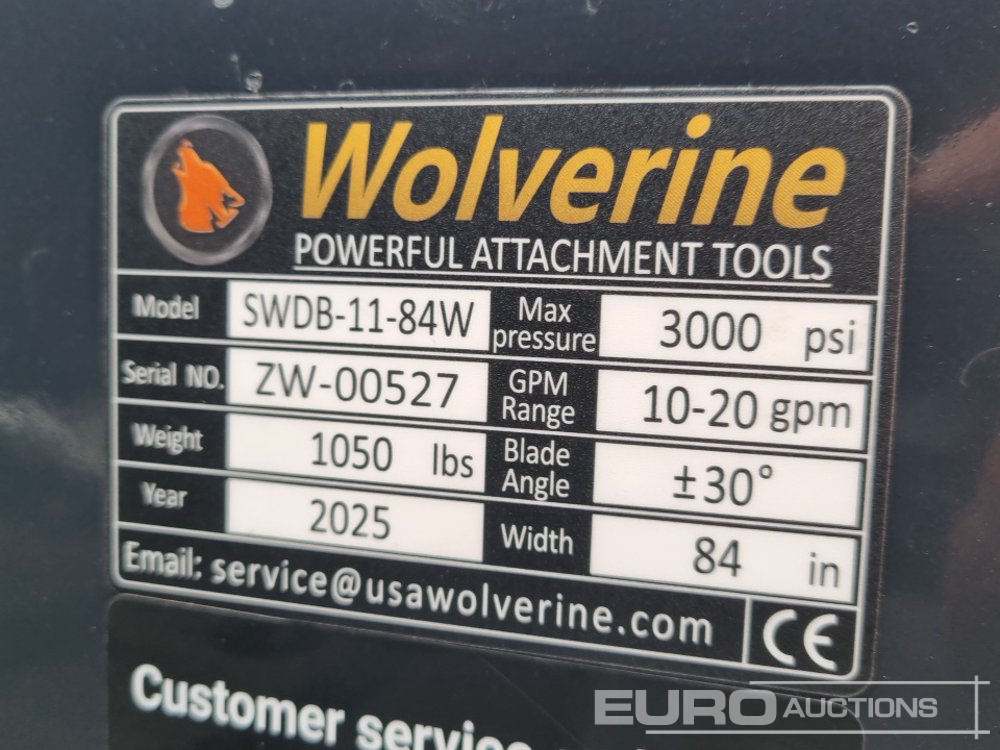 Wolverine
POWERFUL ATTACHMENT TOOLS
Model SWDB-11-84W Max pressure 3000 psi
Serial NO. ZW-00527 GPM Range 10-20 gpm
Weight 1050 lbs Blade Angle ±30°
Year 2025 Width 84 in
Email: service@usawolverine.com CE
Customer service
EURO AUCTIONS